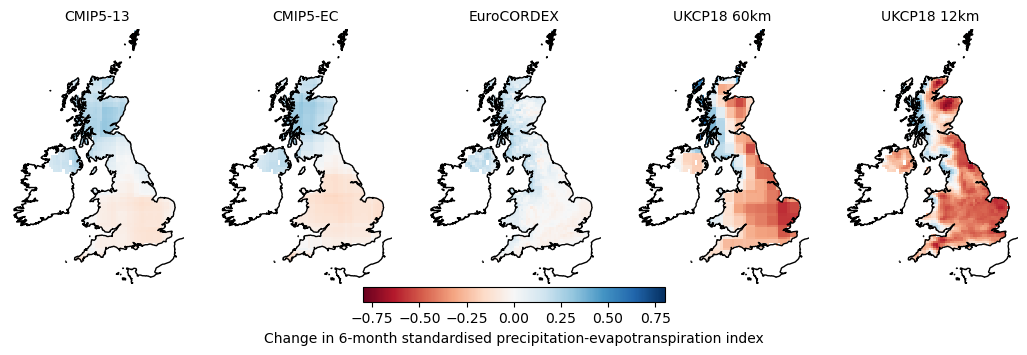 CMIP5-13 CMIP5-EC EuroCORDEX UKCP18 60km UKCP18 12km
−0.75 −0.50 −0.25 0.00 0.25 0.50 0.75
Change in 6-month standardised precipitation-evapotranspiration index